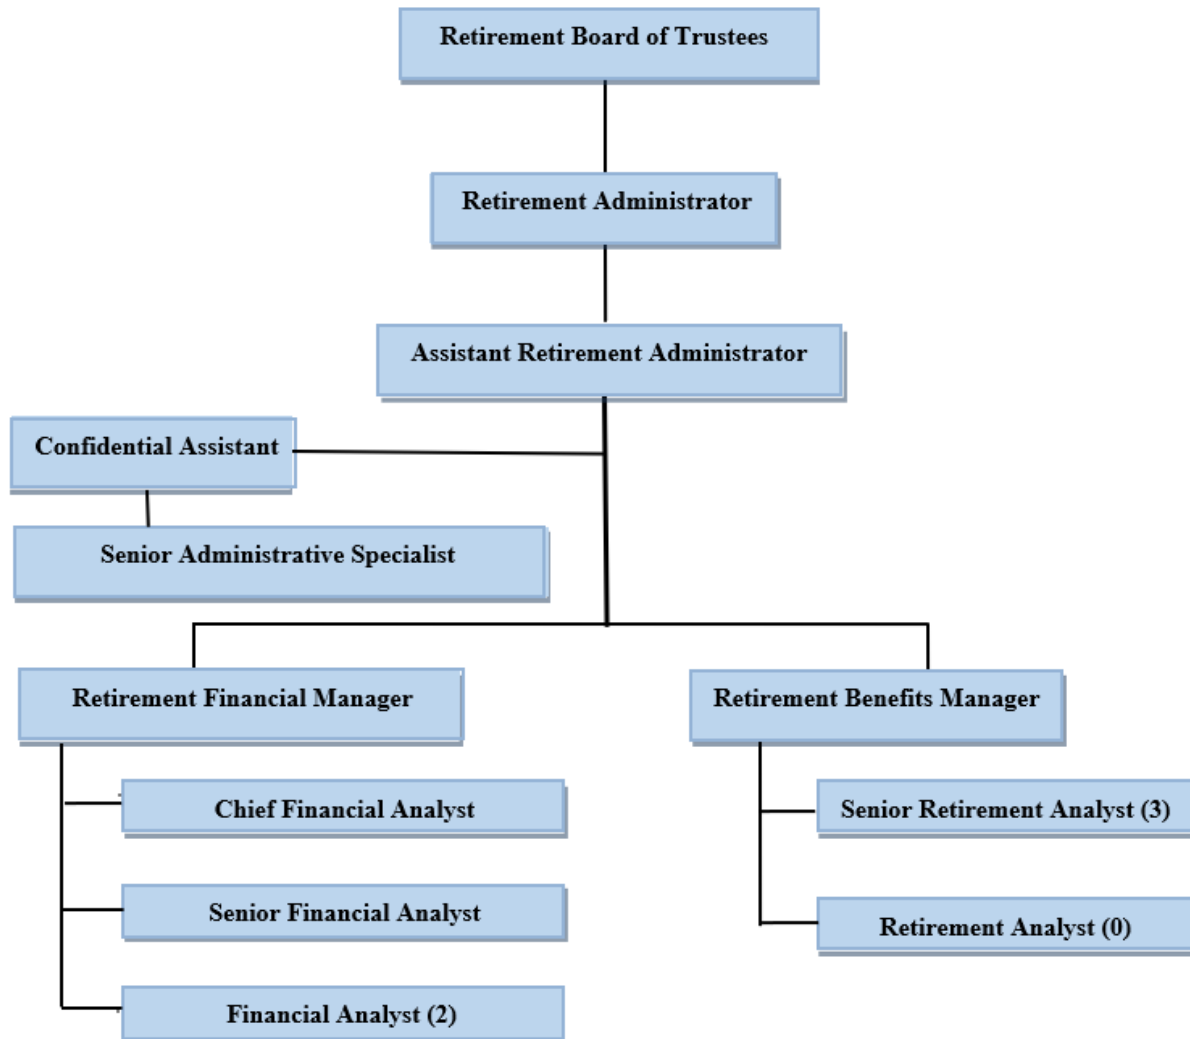 Retirement Board of Trustees
Retirement Administrator
Assistant Retirement Administrator
Confidential Assistant
Senior Administrative Specialist
Retirement Financial Manager
Retirement Benefits Manager
Chief Financial Analyst
Senior Retirement Analyst (3)
Senior Financial Analyst
Retirement Analyst (0)
Financial Analyst (2)